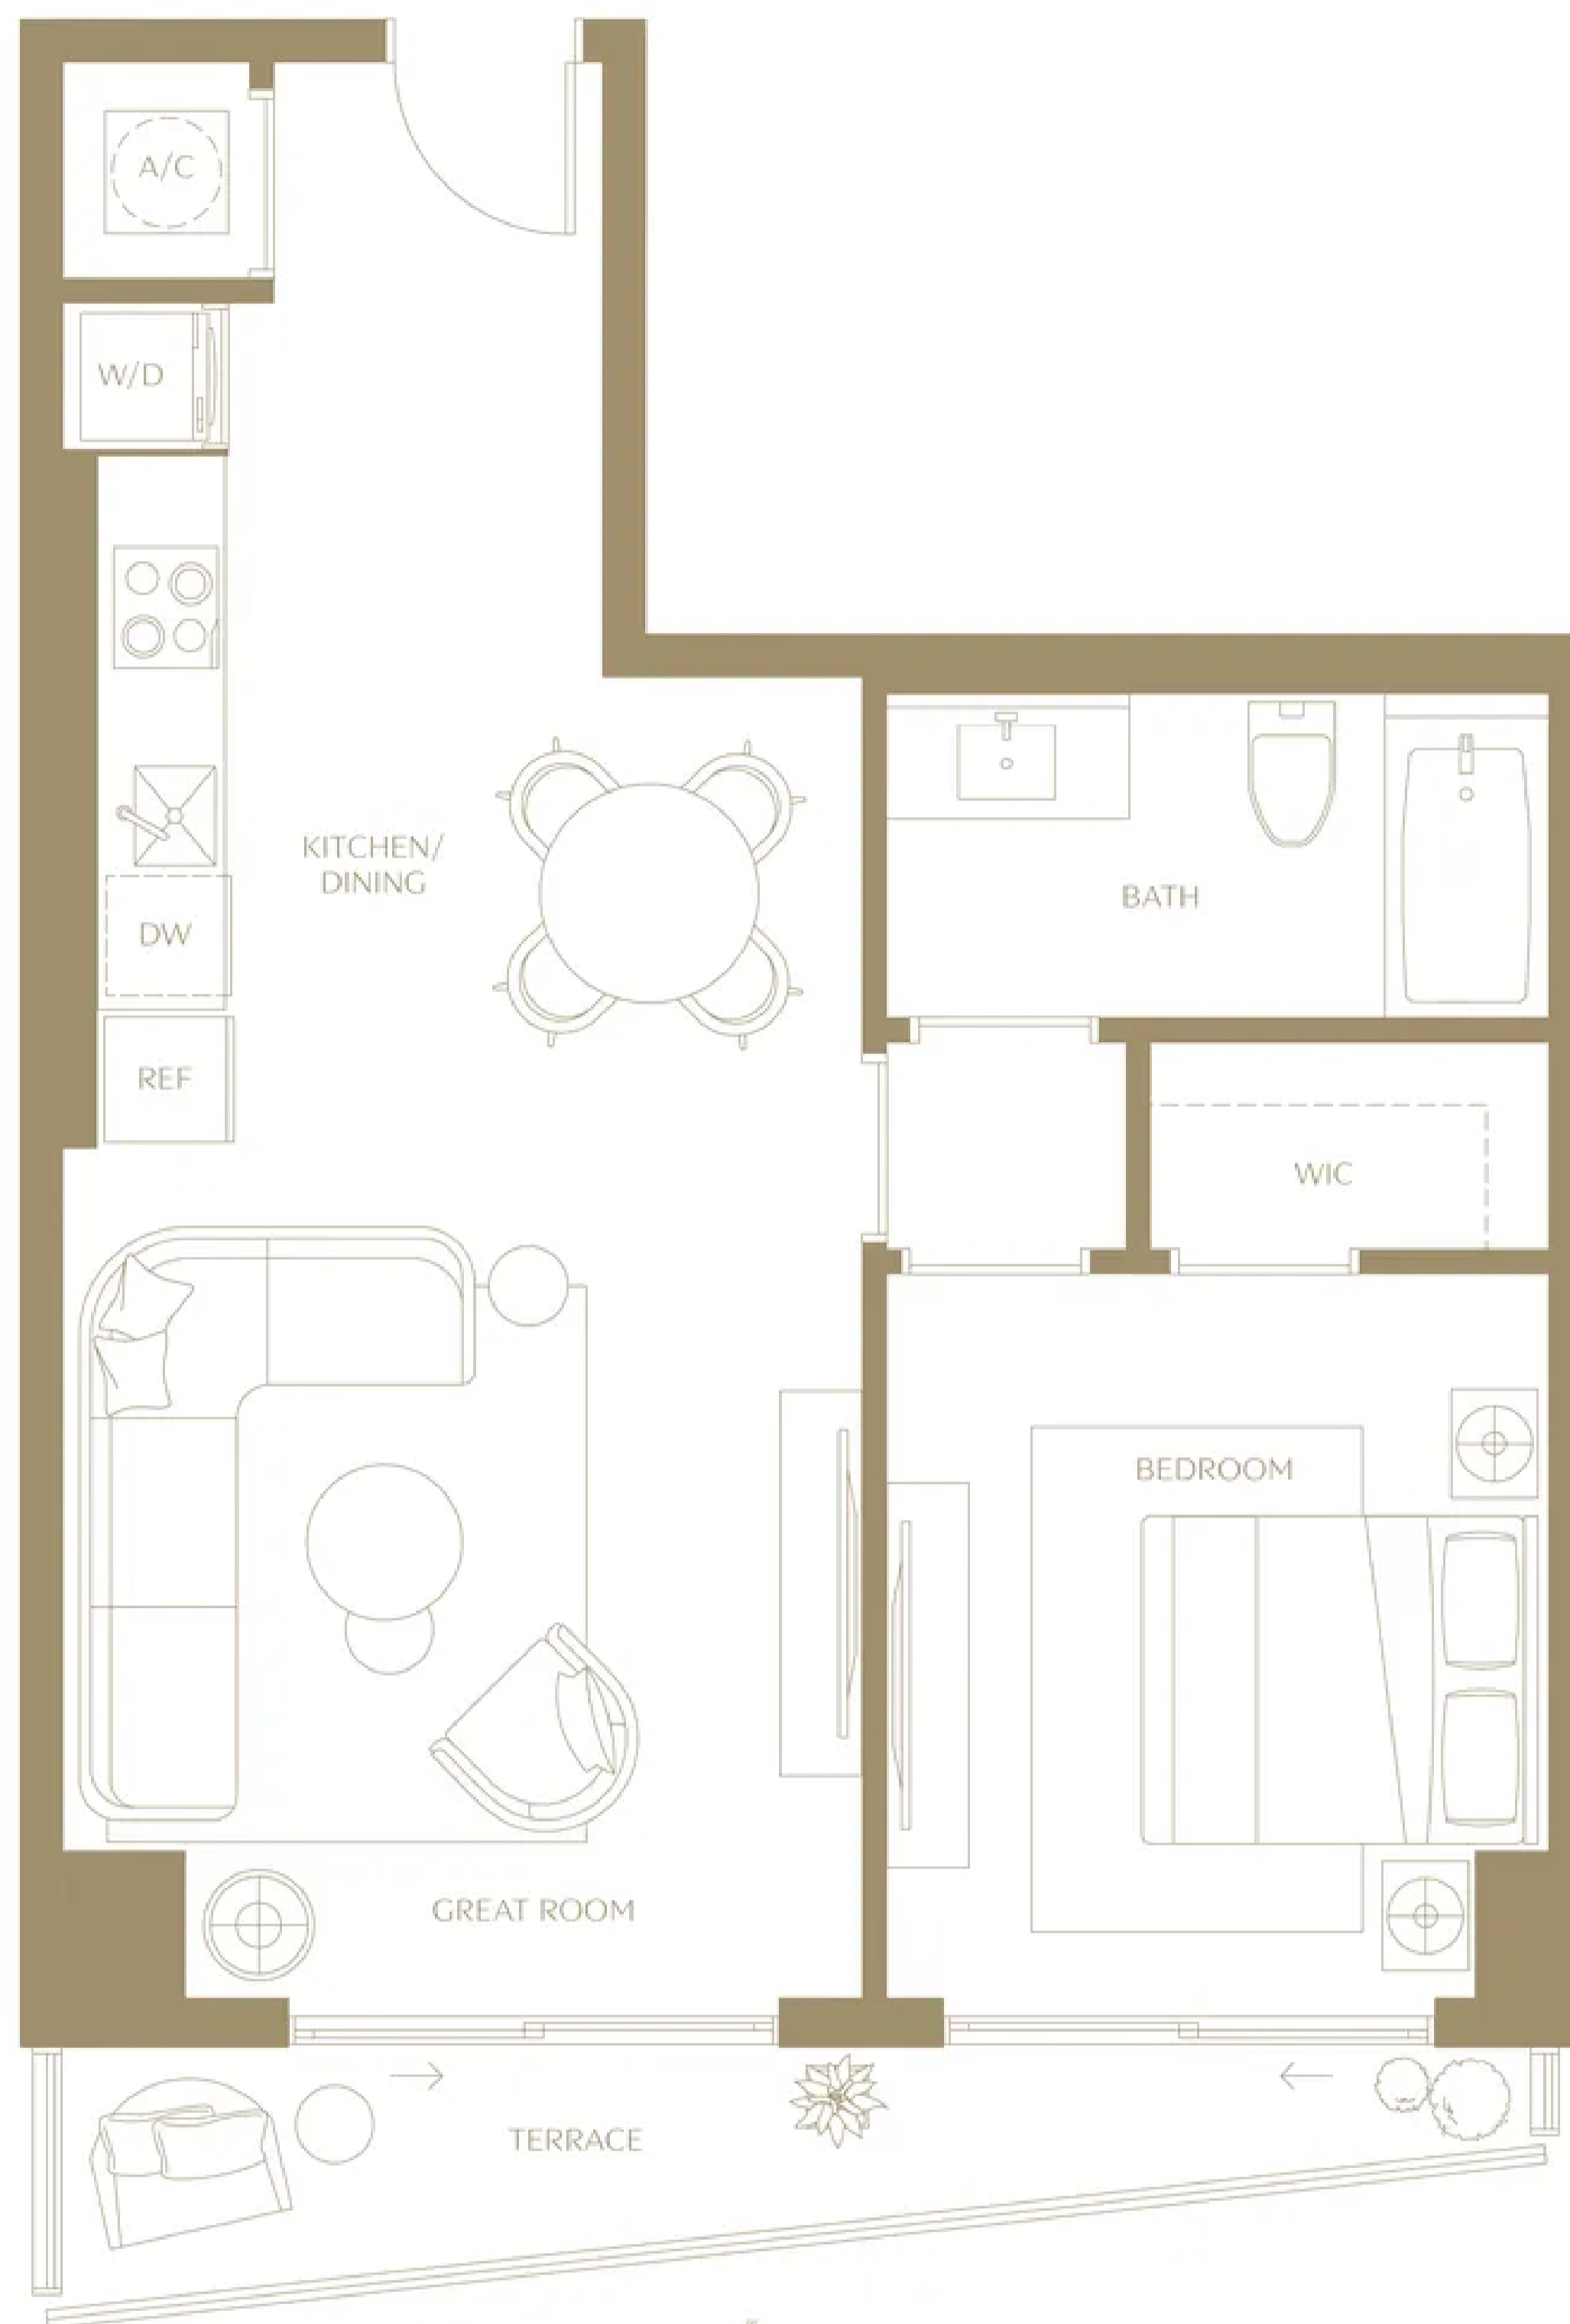 A/C
W/D
KITCHEN/
DINING
BATH
DW
REF
WIC
BEDROOM
GREAT ROOM
TERRACE